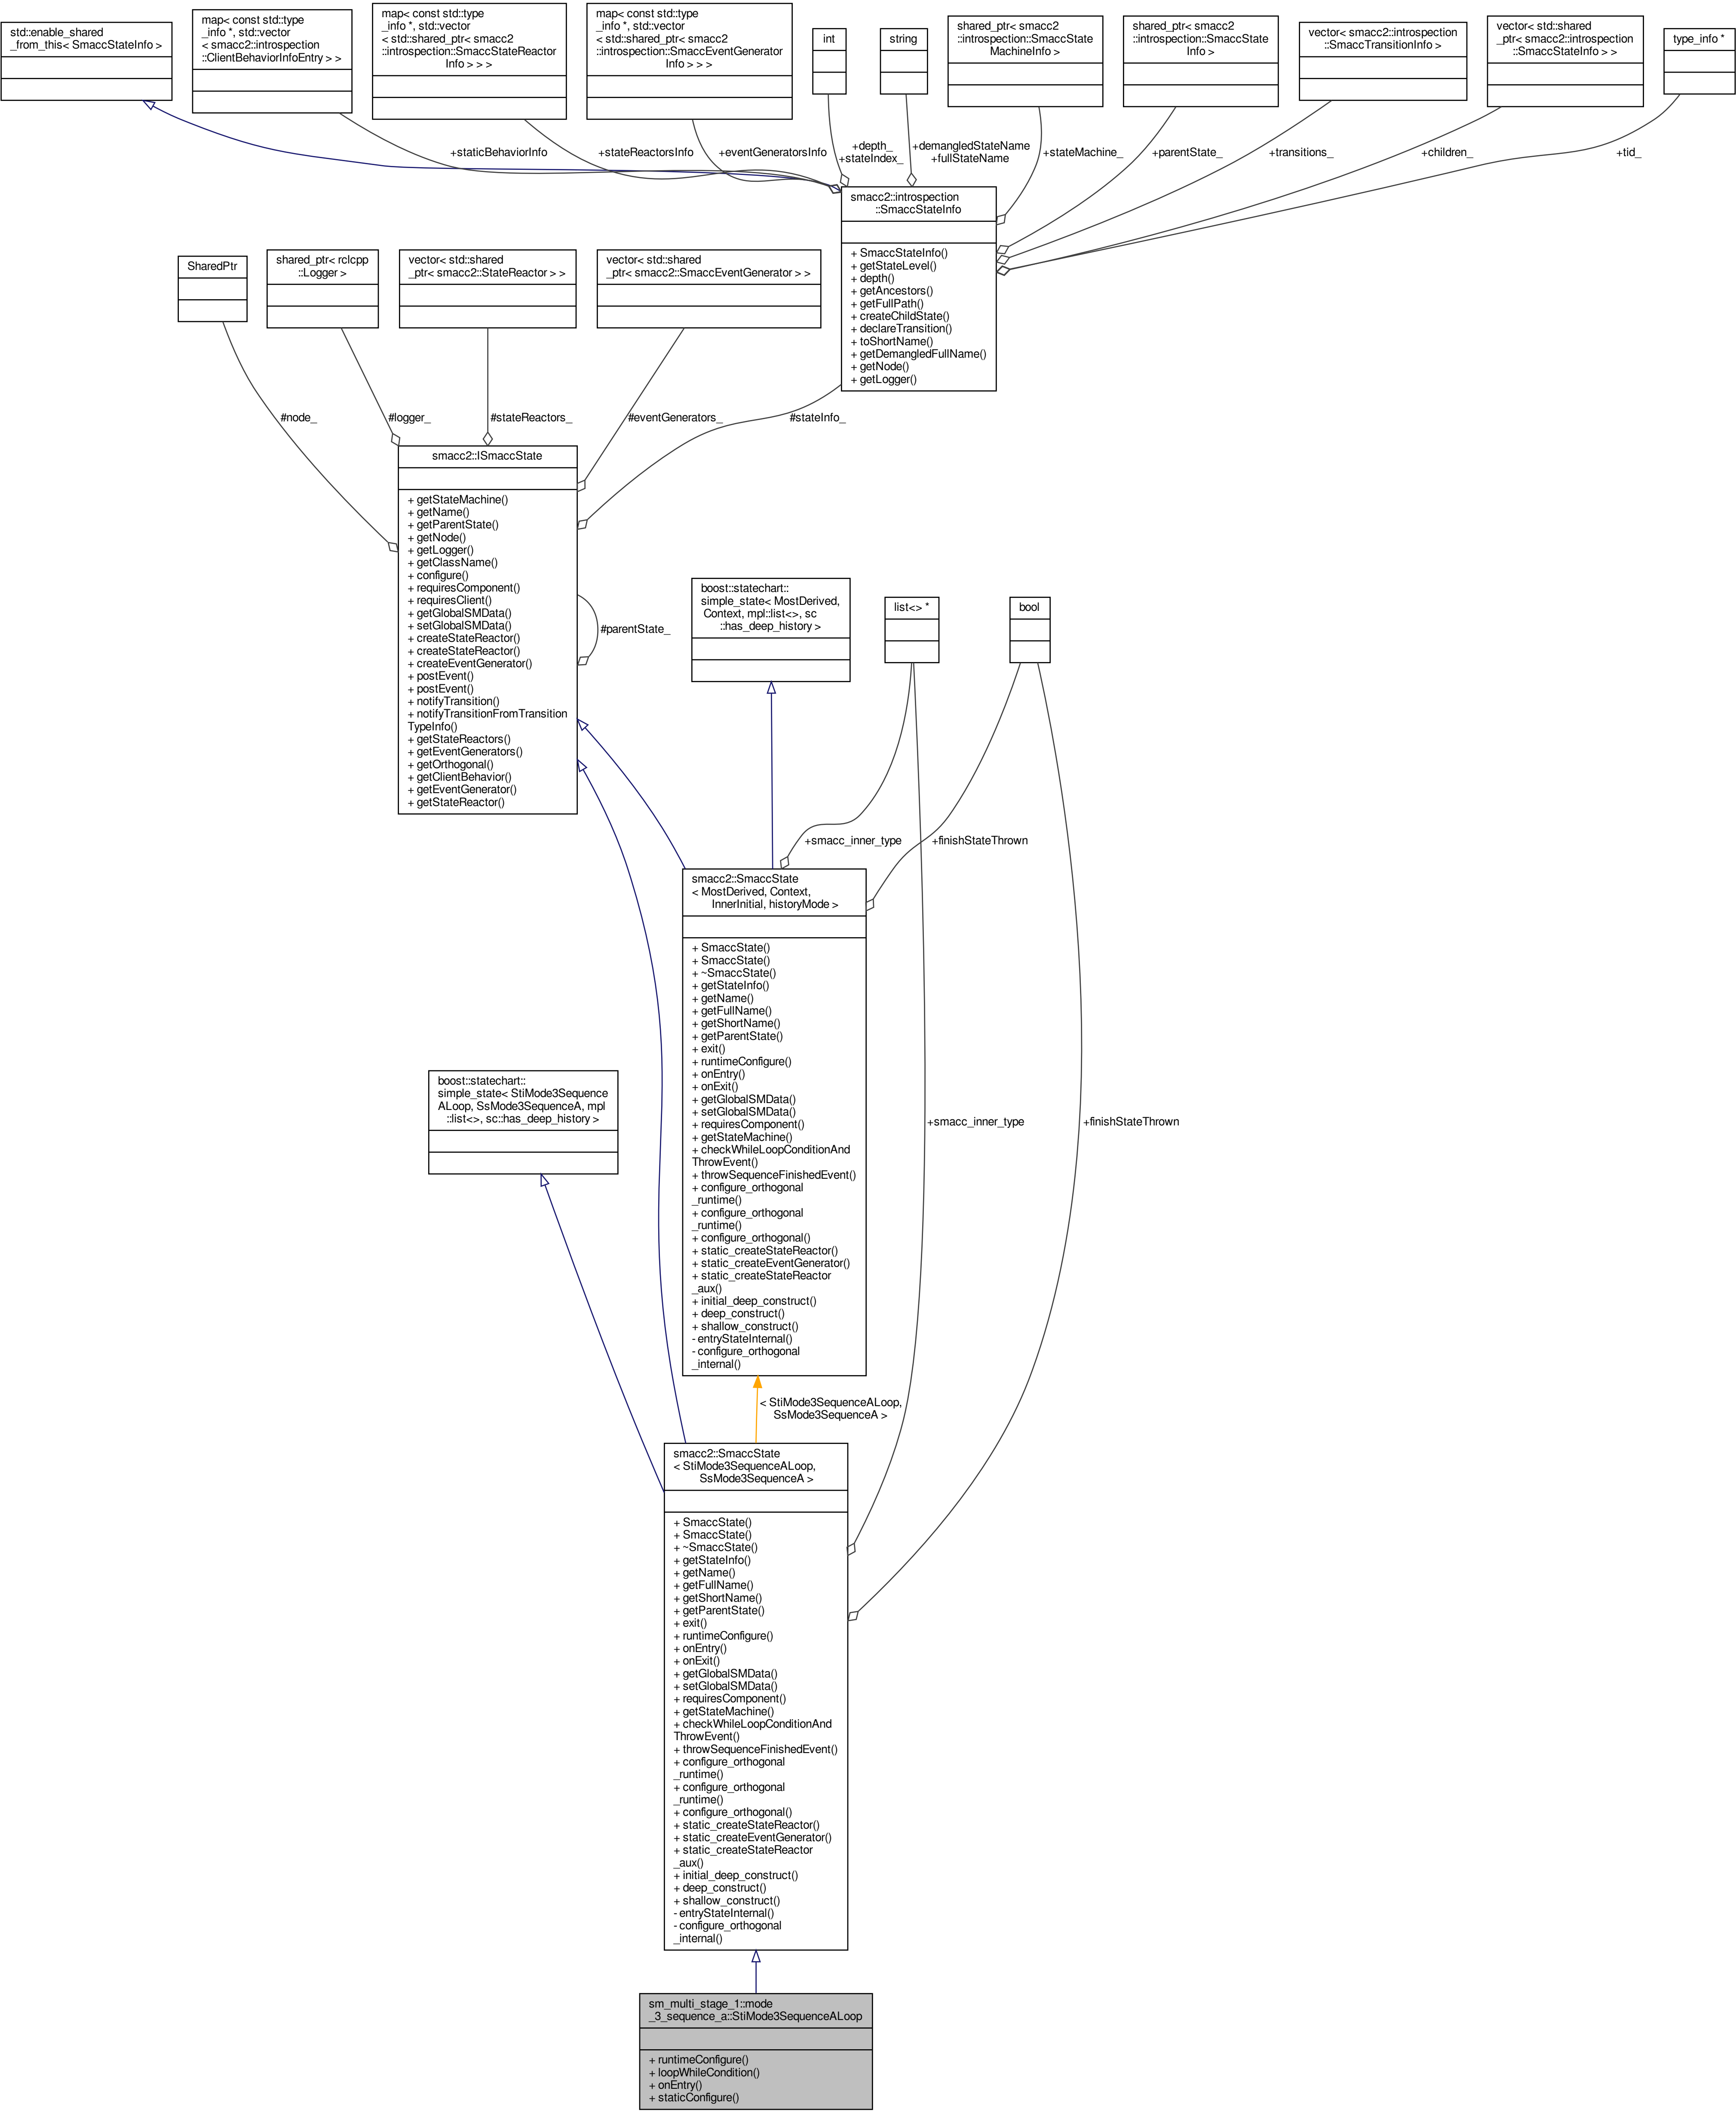 std::enable_shared
_from_this< SmaccStateInfo >
map< const std::type
_info *, std::vector
< smacc2::introspection
::ClientBehaviorInfoEntry > >
map< const std::type
_info *, std::vector
< std::shared_ptr< smacc2
::introspection::SmaccStateReactor
Info > > >
map< const std::type
_info *, std::vector
< std::shared_ptr< smacc2
::introspection::SmaccEventGenerator
Info > > >
int
string
shared_ptr< smacc2
::introspection::SmaccState
MachineInfo >
shared_ptr< smacc2
::introspection::SmaccState
Info >
vector< smacc2::introspection
::SmaccTransitionInfo >
vector< std::shared
_ptr< smacc2::introspection
::SmaccStateInfo > >
type_info *
+staticBehaviorInfo
+stateReactorsInfo
+eventGeneratorsInfo
+depth_
+stateIndex_
+demangledStateName
+fullStateName
+stateMachine_
+parentState_
+transitions_
+children_
+tid_
smacc2::introspection
::SmaccStateInfo
+ SmaccStateInfo()
+ getStateLevel()
+ depth()
+ getAncestors()
+ getFullPath()
+ createChildState()
+ declareTransition()
+ toShortName()
+ getDemangledFullName()
+ getNode()
+ getLogger()
SharedPtr
shared_ptr< rclcpp
::Logger >
vector< std::shared
_ptr< smacc2::StateReactor > >
vector< std::shared
_ptr< smacc2::SmaccEventGenerator > >
#node_
#logger_
#stateReactors_
#eventGenerators_
#stateInfo_
smacc2::ISmaccState
+ getStateMachine()
+ getName()
+ getParentState()
+ getNode()
+ getLogger()
+ getClassName()
+ configure()
+ requiresComponent()
+ requiresClient()
+ getGlobalSMData()
+ setGlobalSMData()
+ createStateReactor()
+ createStateReactor()
+ createEventGenerator()
+ postEvent()
+ postEvent()
+ notifyTransition()
+ notifyTransitionFromTransition
TypeInfo()
+ getStateReactors()
+ getEventGenerators()
+ getOrthogonal()
+ getClientBehavior()
+ getEventGenerator()
+ getStateReactor()
#parentState_
boost::statechart::
simple_state< MostDerived,
Context, mpl::list<>, sc
::has_deep_history >
list<> *
bool
+smacc_inner_type
+finishStateThrown
smacc2::SmaccState
< MostDerived, Context,
InnerInitial, historyMode >
+ SmaccState()
+ SmaccState()
+ ~SmaccState()
+ getStateInfo()
+ getName()
+ getFullName()
+ getShortName()
+ getParentState()
+ exit()
+ runtimeConfigure()
+ onEntry()
+ onExit()
+ getGlobalSMData()
+ setGlobalSMData()
+ requiresComponent()
+ getStateMachine()
+ checkWhileLoopConditionAnd
ThrowEvent()
+ throwSequenceFinishedEvent()
+ configure_orthogonal
_runtime()
+ configure_orthogonal
_runtime()
+ configure_orthogonal()
+ static_createStateReactor()
+ static_createEventGenerator()
+ static_createStateReactor
_aux()
+ initial_deep_construct()
+ deep_construct()
+ shallow_construct()
- entryStateInternal()
- configure_orthogonal
_internal()
boost::statechart::
simple_state< StiMode3Sequence
ALoop, SsMode3SequenceA, mpl
::list<>, sc::has_deep_history >
+smacc_inner_type
+finishStateThrown
< StiMode3SequenceALoop,
SsMode3SequenceA >
smacc2::SmaccState
< StiMode3SequenceALoop,
SsMode3SequenceA >
+ SmaccState()
+ SmaccState()
+ ~SmaccState()
+ getStateInfo()
+ getName()
+ getFullName()
+ getShortName()
+ getParentState()
+ exit()
+ runtimeConfigure()
+ onEntry()
+ onExit()
+ getGlobalSMData()
+ setGlobalSMData()
+ requiresComponent()
+ getStateMachine()
+ checkWhileLoopConditionAnd
ThrowEvent()
+ throwSequenceFinishedEvent()
+ configure_orthogonal
_runtime()
+ configure_orthogonal
_runtime()
+ configure_orthogonal()
+ static_createStateReactor()
+ static_createEventGenerator()
+ static_createStateReactor
_aux()
+ initial_deep_construct()
+ deep_construct()
+ shallow_construct()
- entryStateInternal()
- configure_orthogonal
_internal()
sm_multi_stage_1::mode
_3_sequence_a::StiMode3SequenceALoop
+ runtimeConfigure()
+ loopWhileCondition()
+ onEntry()
+ staticConfigure()